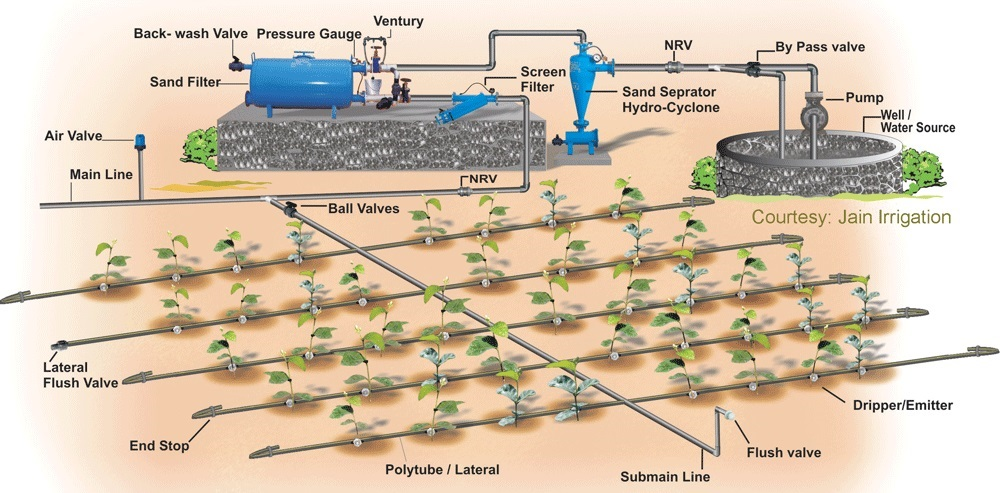 Ventury
Back- wash Valve
Pressure Gauge
NRV
By Pass valve
Sand Filter
Screen
Filter
Sand Seprator
Hydro-Cyclone
Pump
Well /
Water Source
Air Valve
Main Line
NRV
Ball Valves
Courtesy: Jain Irrigation
Lateral
Flush Valve
Dripper/Emitter
End Stop
Flush valve
Polytube / Lateral
Submain Line